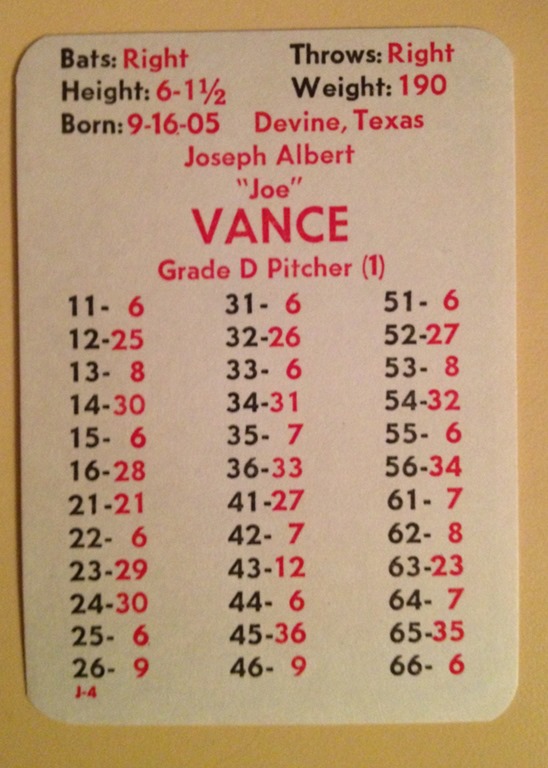 Bats: Right Throws: Right
Height: 6-1½ Weight: 190
Born: 9-16-05 Devine, Texas
Joseph Albert
"Joe"
VANCE
Grade D Pitcher (1)
11- 6 31- 6 51- 6
12-25 32-26 52-27
13- 8 33- 6 53- 8
14-30 34-31 54-32
15- 6 35- 7 55- 6
16-28 36-33 56-34
21-21 41-27 61- 7
22- 6 42- 7 62- 8
23-29 43-12 63-23
24-30 44- 6 64- 7
25- 6 45-36 65-35
26- 9 46- 9 66- 6
J-4